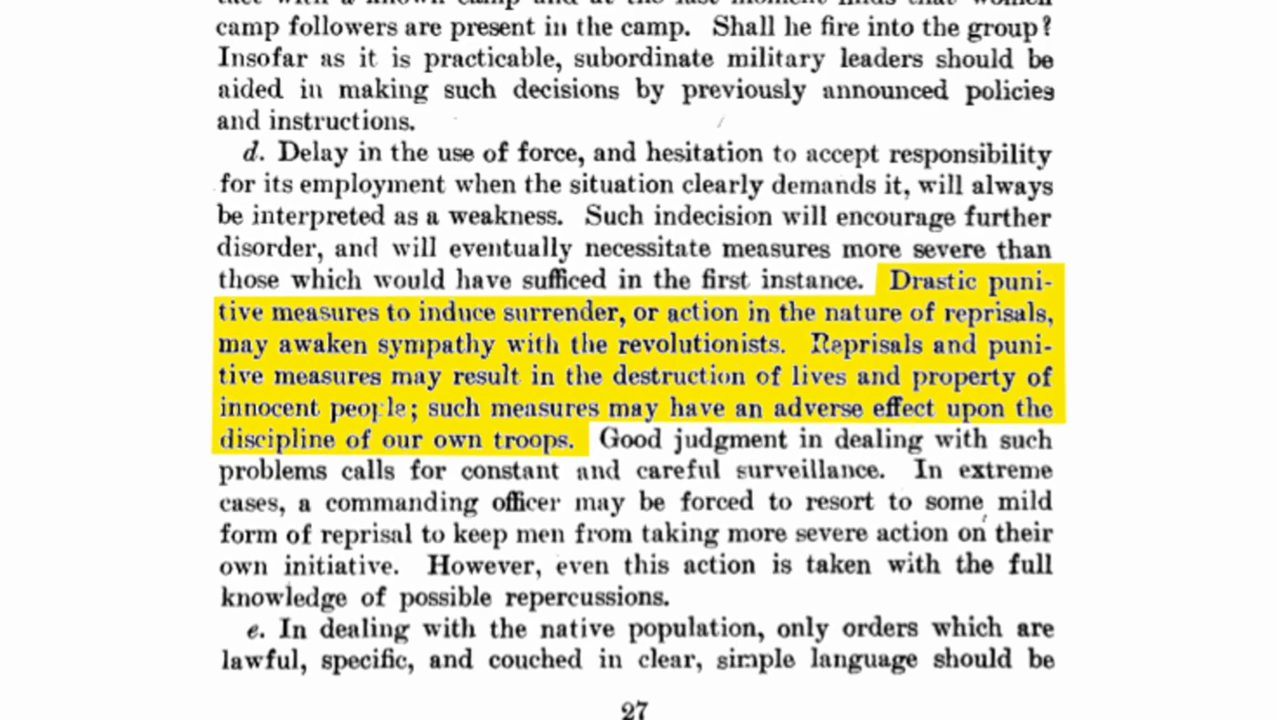 camp followers are present in the camp. Shall he fire into the group?
Insofar as it is practicable, subordinate military leaders should be
aided in making such decisions by previously announced policies
and instructions.
d. Delay in the use of force, and hesitation to accept responsibility
for its employment when the situation clearly demands it, will always
be interpreted as a weakness. Such indecision will encourage further
disorder, and will eventually necessitate measures more severe than
those which would have sufficed in the first instance. Drastic puni-
tive measures to induce surrender, or action in the nature of reprisals,
may awaken sympathy with the revolutionists. Reprisals and puni-
tive measures may result in the destruction of lives and property of
innocent people; such measures may have an adverse effect upon the
discipline of our own troops. Good judgment in dealing with such
problems calls for constant and careful surveillance. In extreme
cases, a commanding officer may be forced to resort to some mild
form of reprisal to keep men from taking more severe action on their
own initiative. However, even this action is taken with the full
knowledge of possible repercussions.
e. In dealing with the native population, only orders which are
lawful, specific, and couched in clear, simple language should be
27